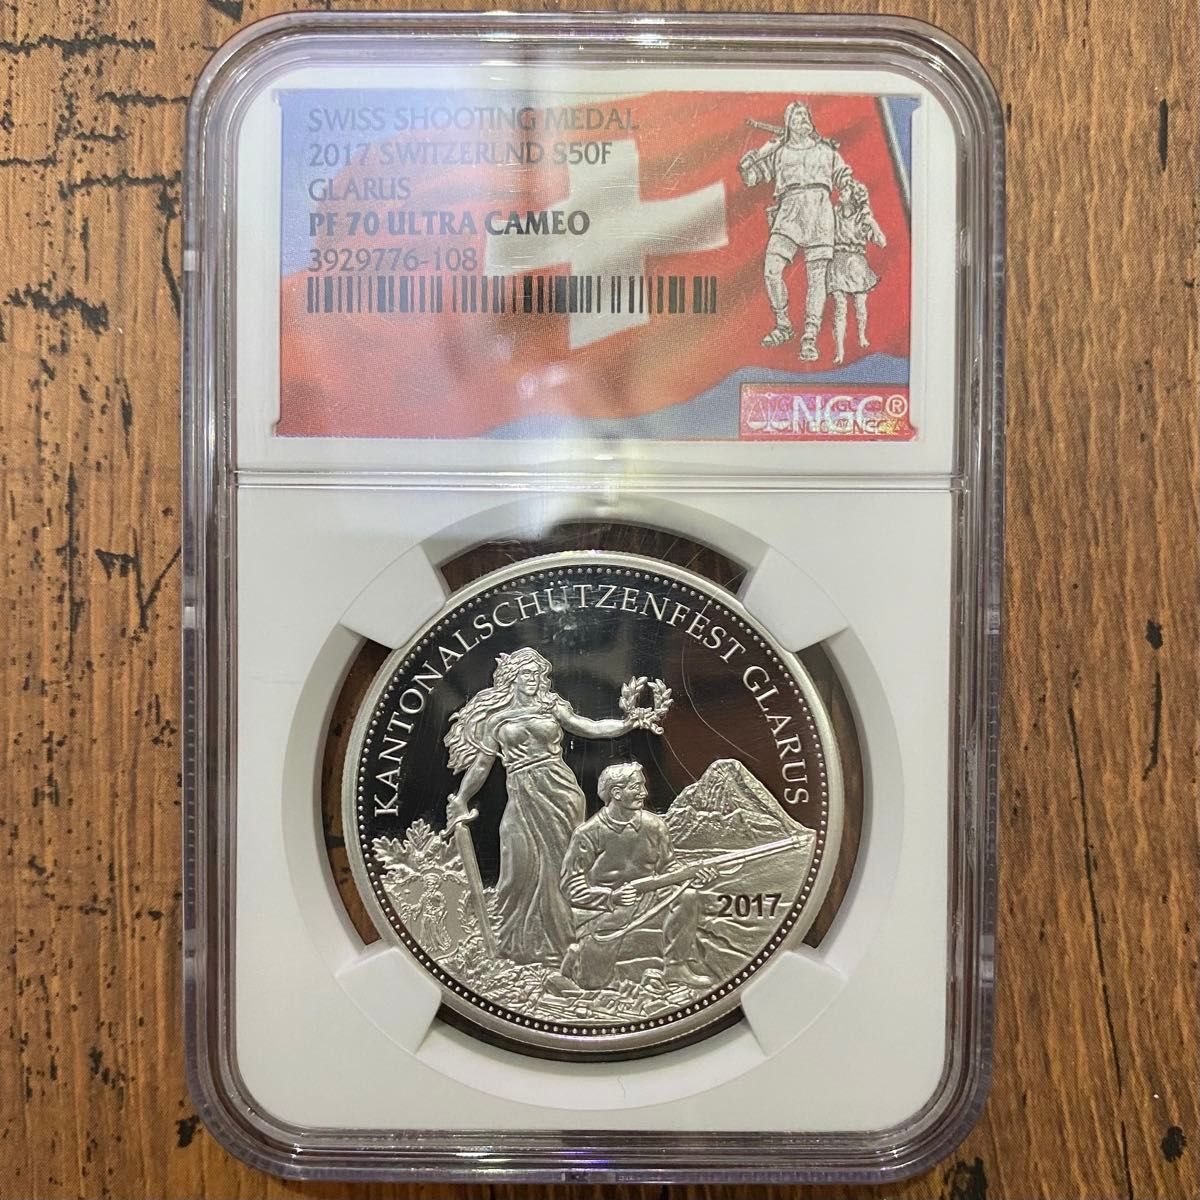 SWISS SHOOTING MEDAL
2017 SWITZERLND S50F
GLARUS
PF 70 ULTRA CAMEO
3929776-108
NGC®
KANTONALSCHÜTZENFEST GLARUS
2017